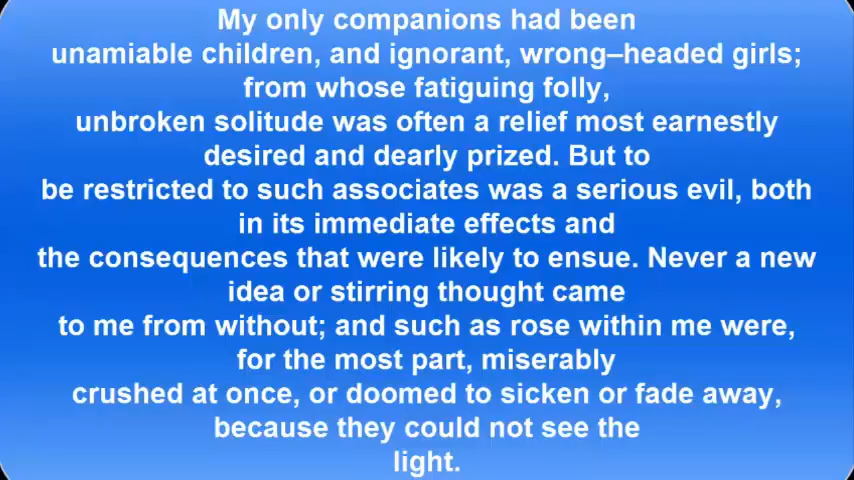 My only companions had been
unamiable children, and ignorant, wrong–headed girls;
from whose fatiguing folly,
unbroken solitude was often a relief most earnestly
desired and dearly prized. But to
be restricted to such associates was a serious evil, both
in its immediate effects and
the consequences that were likely to ensue. Never a new
idea or stirring thought came
to me from without; and such as rose within me were,
for the most part, miserably
crushed at once, or doomed to sicken or fade away,
because they could not see the
light.